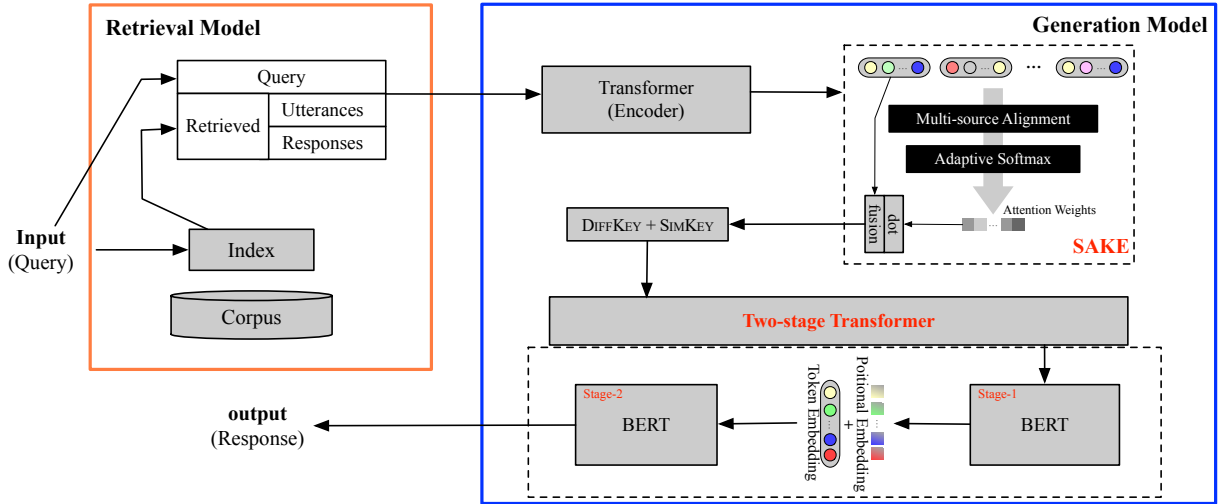 Retrieval Model
Query
Retrieved
Utterances
Responses
Input
(Query)
Index
Corpus
Generation Model
Transformer
(Encoder)
...
...
...
...
Multi-source Alignment
Adaptive Softmax
Attention Weights
...
dot
fusion
SAKE
DIFFKEY + SIMKEY
Two-stage Transformer
Stage-1
BERT
Poitional Embedding
...
+
...
Token Embedding
Stage-2
BERT
output
(Response)